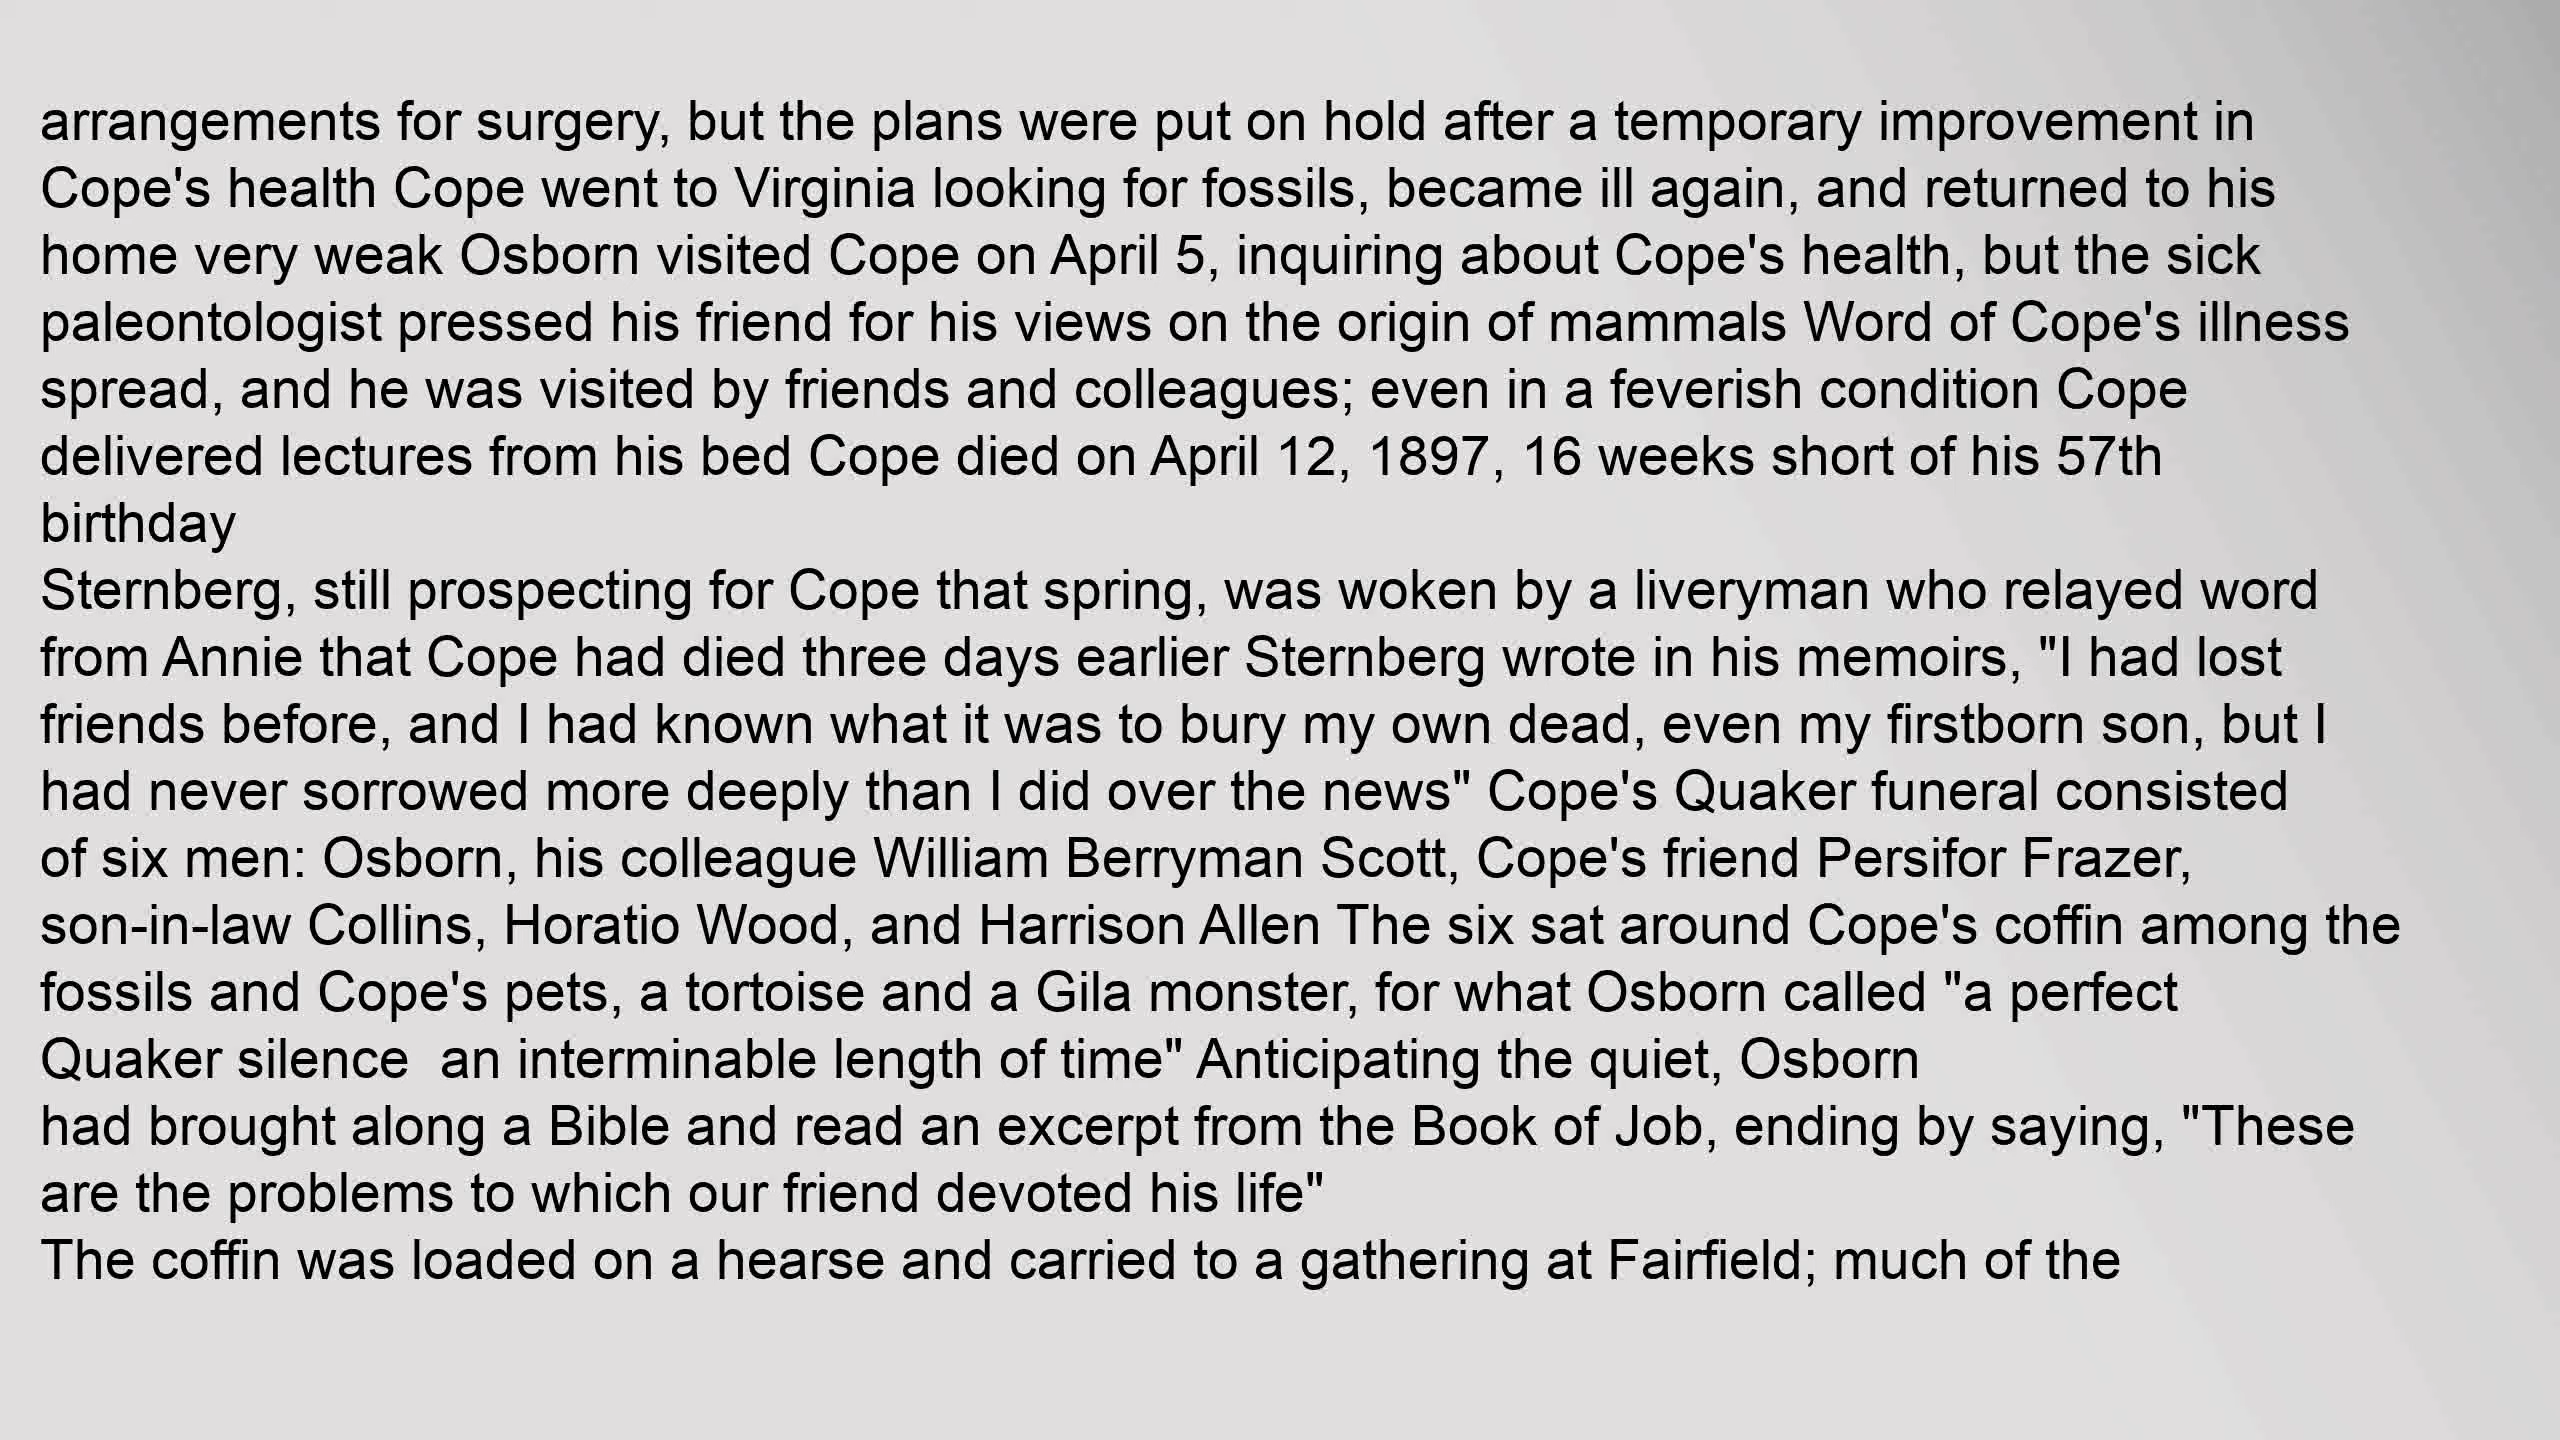 arrangements for surgery, but the plans were put on hold after a temporary improvement in
Cope's health Cope went to Virginia looking for fossils, became ill again, and returned to his
home very weak Osborn visited Cope on April 5, inquiring about Cope's health, but the sick
paleontologist pressed his friend for his views on the origin of mammals Word of Cope's illness
spread, and he was visited by friends and colleagues; even in a feverish condition Cope
delivered lectures from his bed Cope died on April 12, 1897, 16 weeks short of his 57th
birthday
Sternberg, still prospecting for Cope that spring, was woken by a liveryman who relayed word
from Annie that Cope had died three days earlier Sternberg wrote in his memoirs, "I had lost
friends before, and I had known what it was to bury my own dead, even my firstborn son, but I
had never sorrowed more deeply than I did over the news" Cope's Quaker funeral consisted
of six men: Osborn, his colleague William Berryman Scott, Cope's friend Persifor Frazer,
son-in-law Collins, Horatio Wood, and Harrison Allen The six sat around Cope's coffin among the
fossils and Cope's pets, a tortoise and a Gila monster, for what Osborn called "a perfect
Quaker silence  an interminable length of time" Anticipating the quiet, Osborn
had brought along a Bible and read an excerpt from the Book of Job, ending by saying, "These
are the problems to which our friend devoted his life"
The coffin was loaded on a hearse and carried to a gathering at Fairfield; much of the